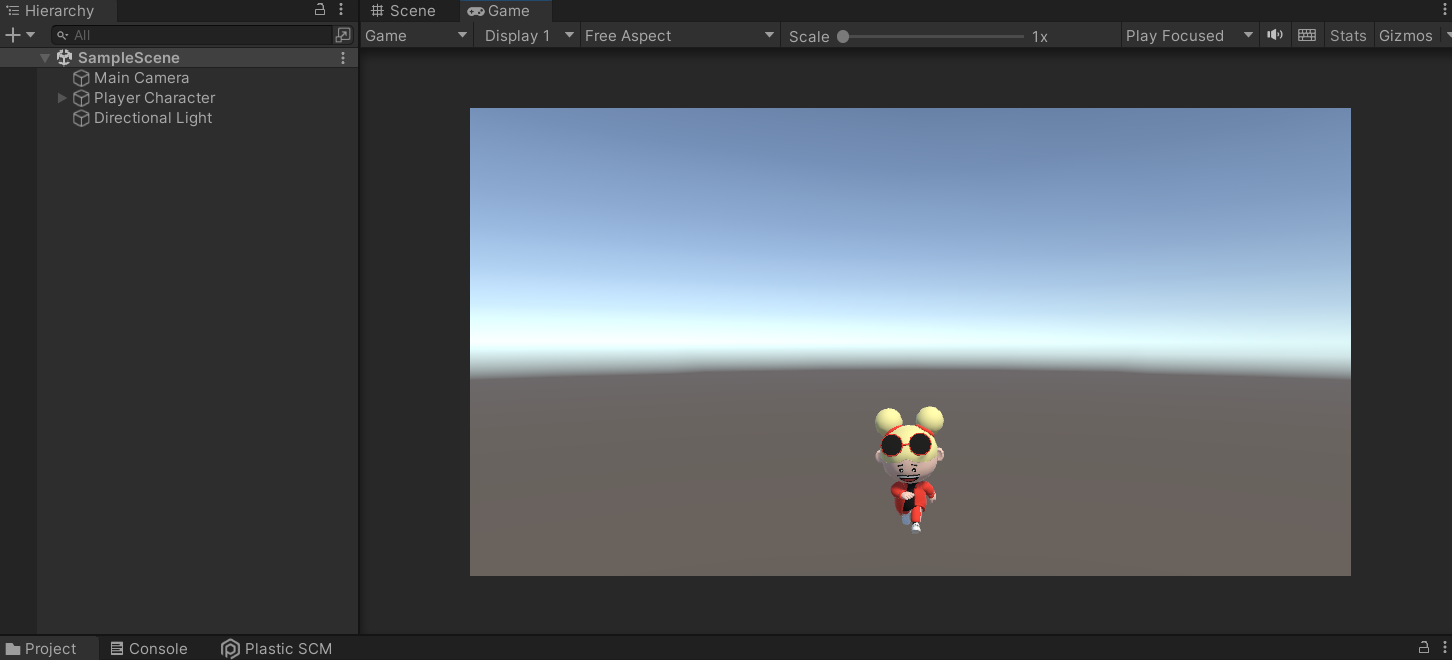 Hierarchy
All
SampleScene
Main Camera
Player Character
Directional Light
Scene Game
Game Display 1 Free Aspect Scale 1x Play Focused Stats Gizmos
Project Console Plastic SCM